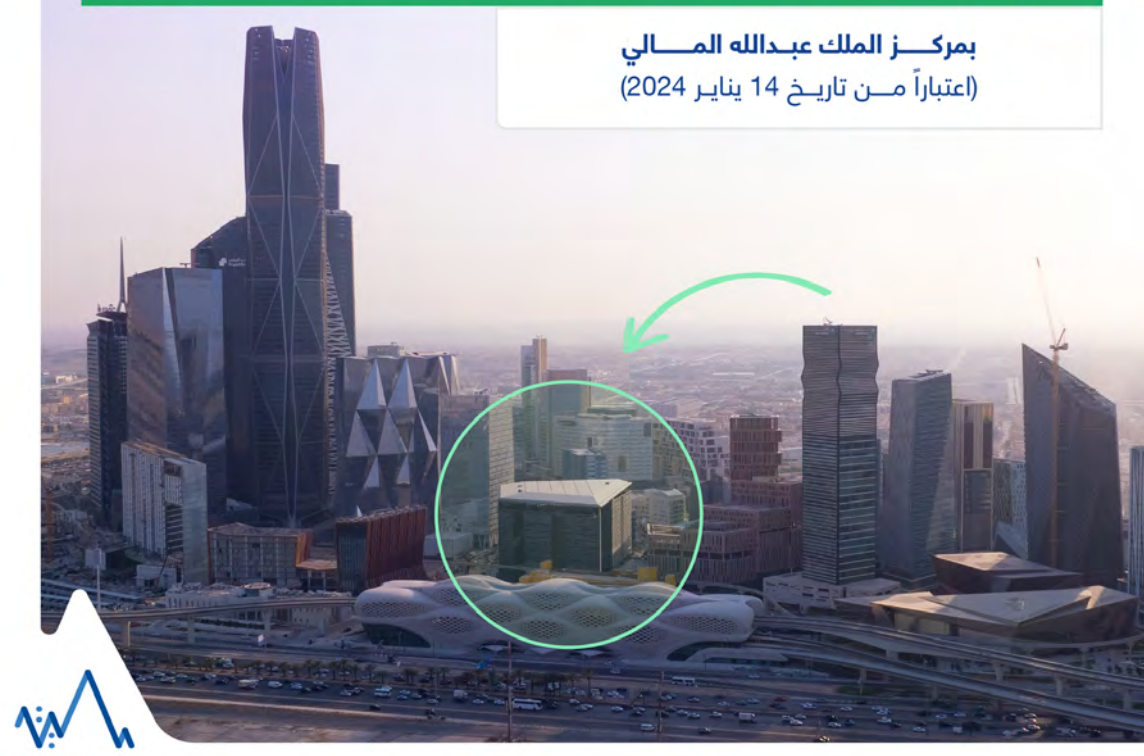 بمركز الملك عبدالله المالي
(اعتباراً من تاريخ 14 يناير 2024)